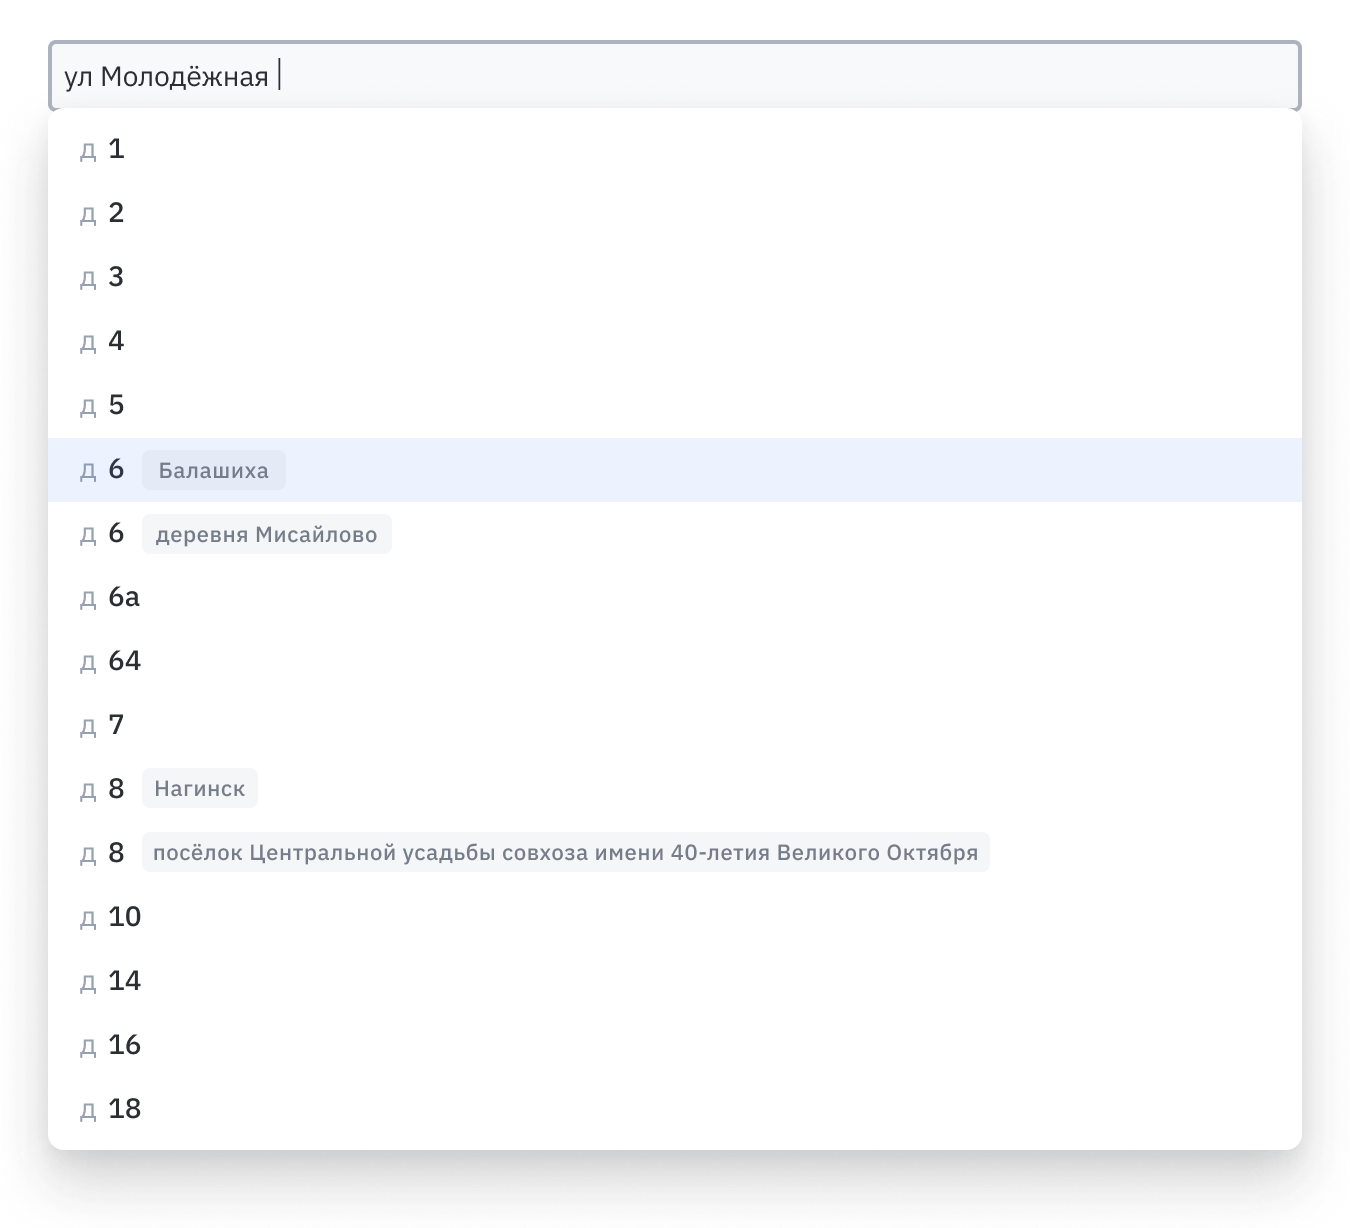 ул Молодёжная
д 1
д 2
д 3
д 4
д 5
д 6 Балашиха
д 6 деревня Мисайлово
д 6а
д 64
д 7
д 8 Нагинск
д 8 посёлок Центральной усадьбы совхоза имени 40-летия Великого Октября
д 10
д 14
д 16
д 18